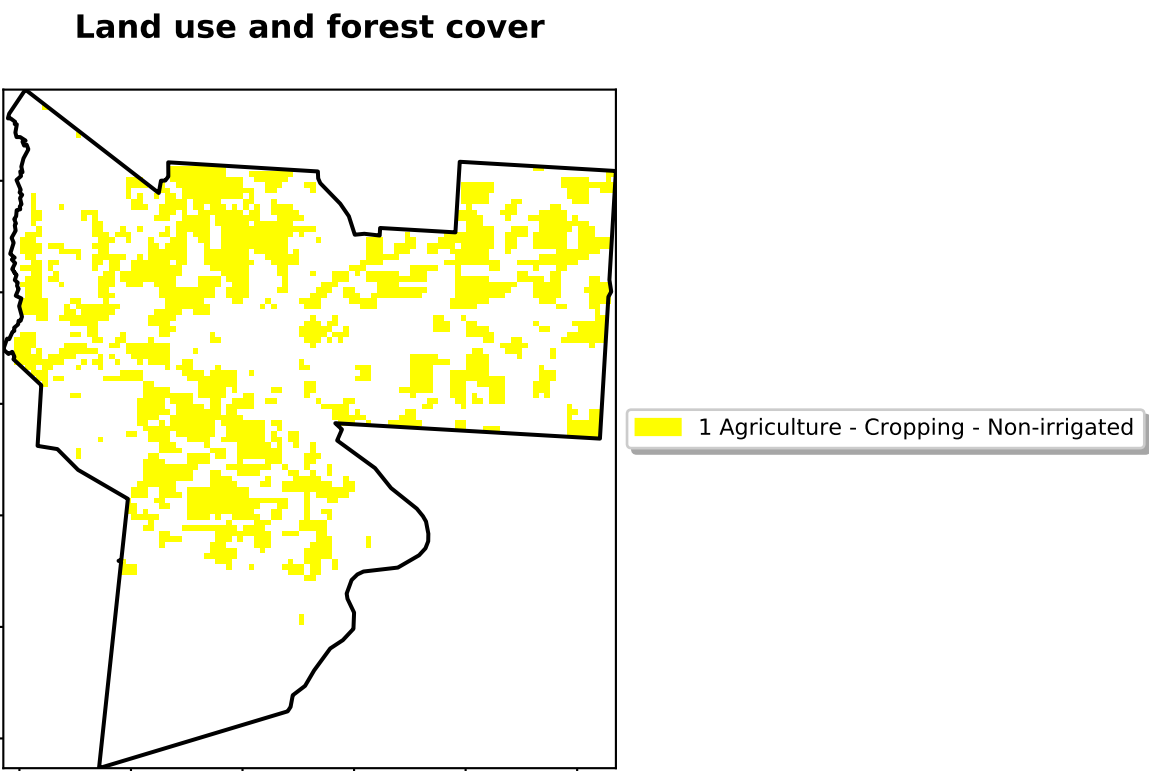 Land use and forest cover
1 Agriculture - Cropping - Non-irrigated